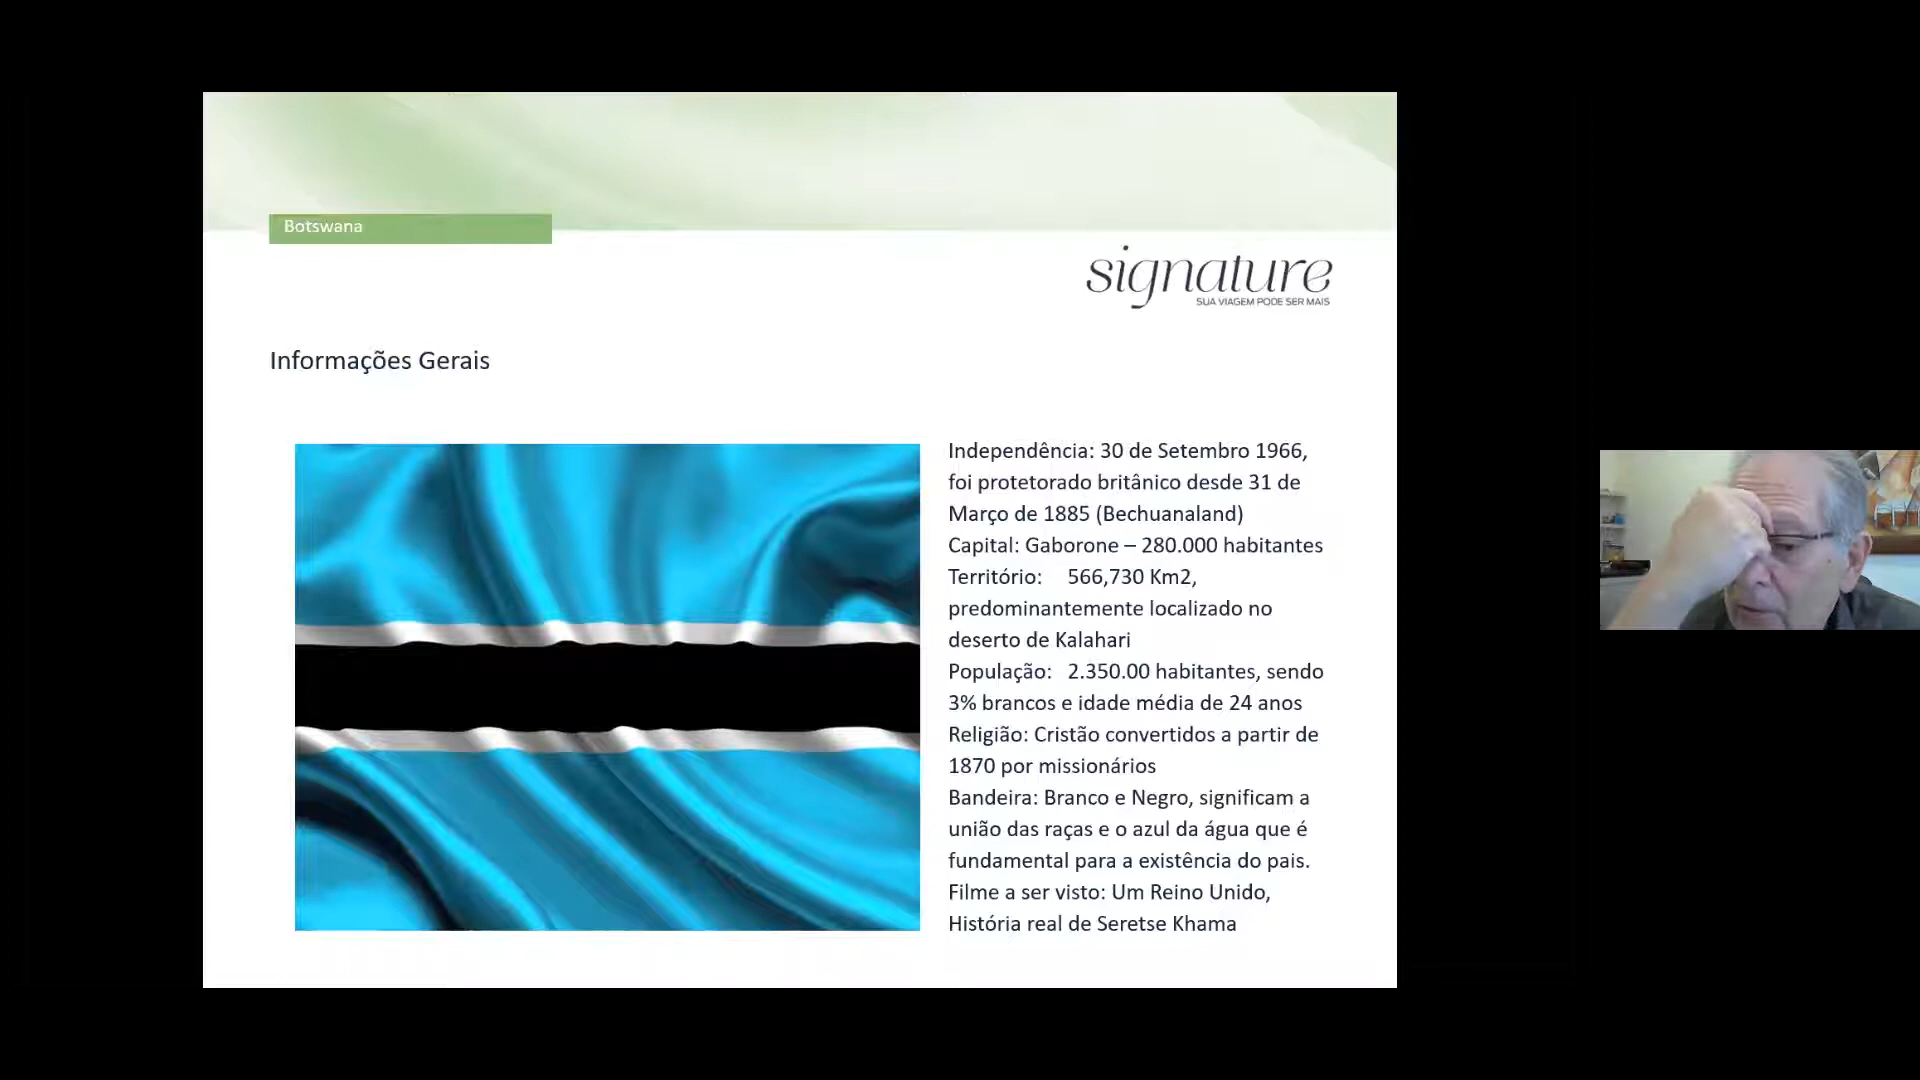 Botswana
signature
SUA VIAGEM PODE SER MAIS
Informações Gerais
Independência: 30 de Setembro 1966,
foi protetorado britânico desde 31 de
Março de 1885 (Bechuanaland)
Capital: Gaborone – 280.000 habitantes
Território: 566,730 Km2,
predominantemente localizado no
deserto de Kalahari
População: 2.350.00 habitantes, sendo
3% brancos e idade média de 24 anos
Religião: Cristão convertidos a partir de
1870 por missionários
Bandeira: Branco e Negro, significam a
união das raças e o azul da água que é
fundamental para a existência do pais.
Filme a ser visto: Um Reino Unido,
História real de Seretse Khama